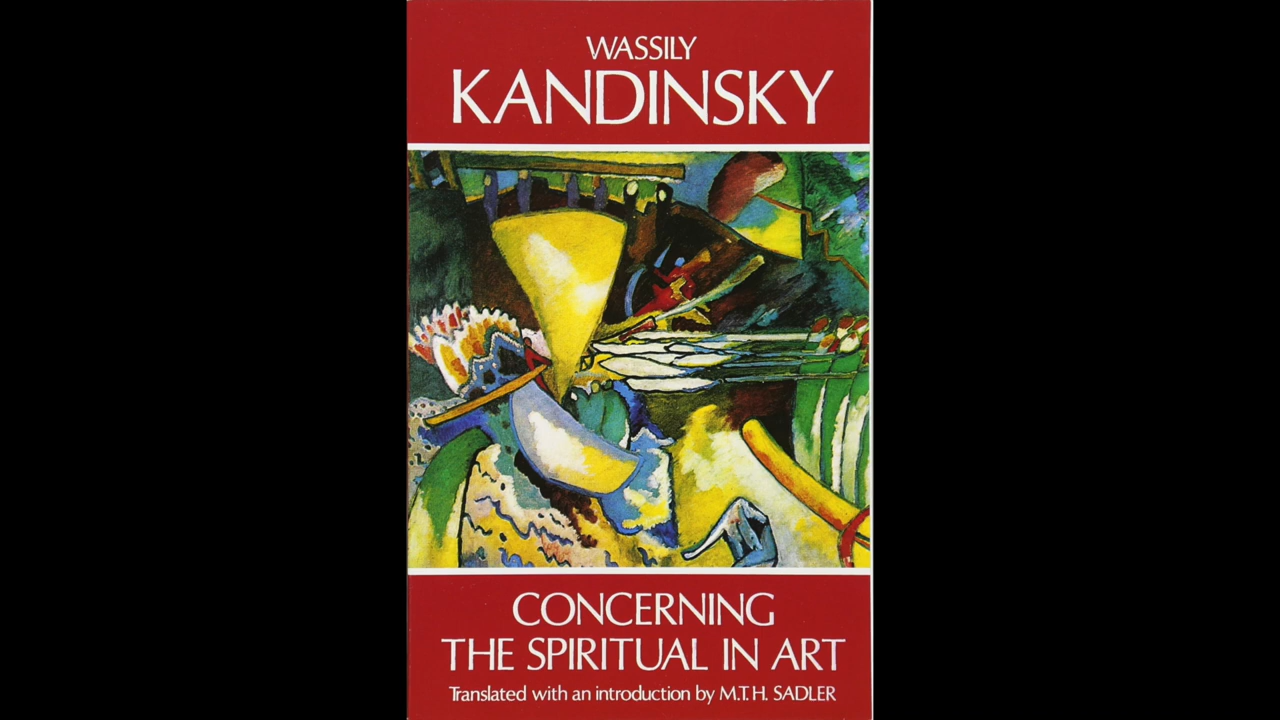 WASSILY
KANDINSKY
CONCERNING
THE SPIRITUAL IN ART
Translated with an introduction by M.T.H. SADLER